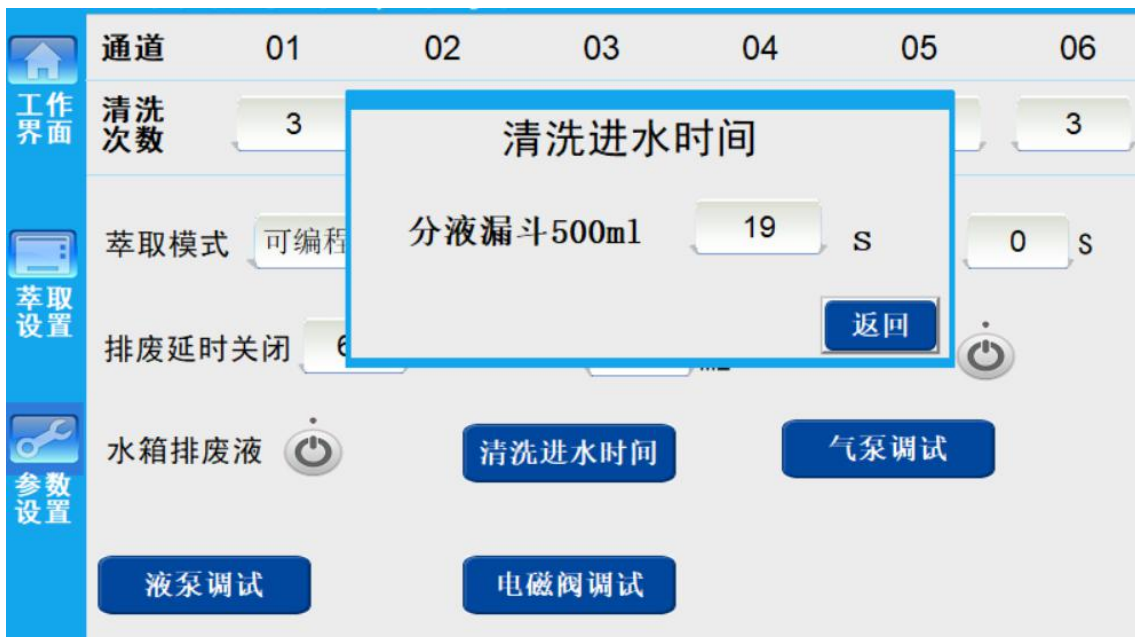 通道 01 02 03 04 05 06
工作界面
清洗次数 3 3
清洗进水时间
分液漏斗500ml 19 S
返回
萃取模式 可编程 0 S
萃取设置
排废延时关闭 6
水箱排废液 清洗进水时间 气泵调试
参数设置
液泵调试 电磁阀调试